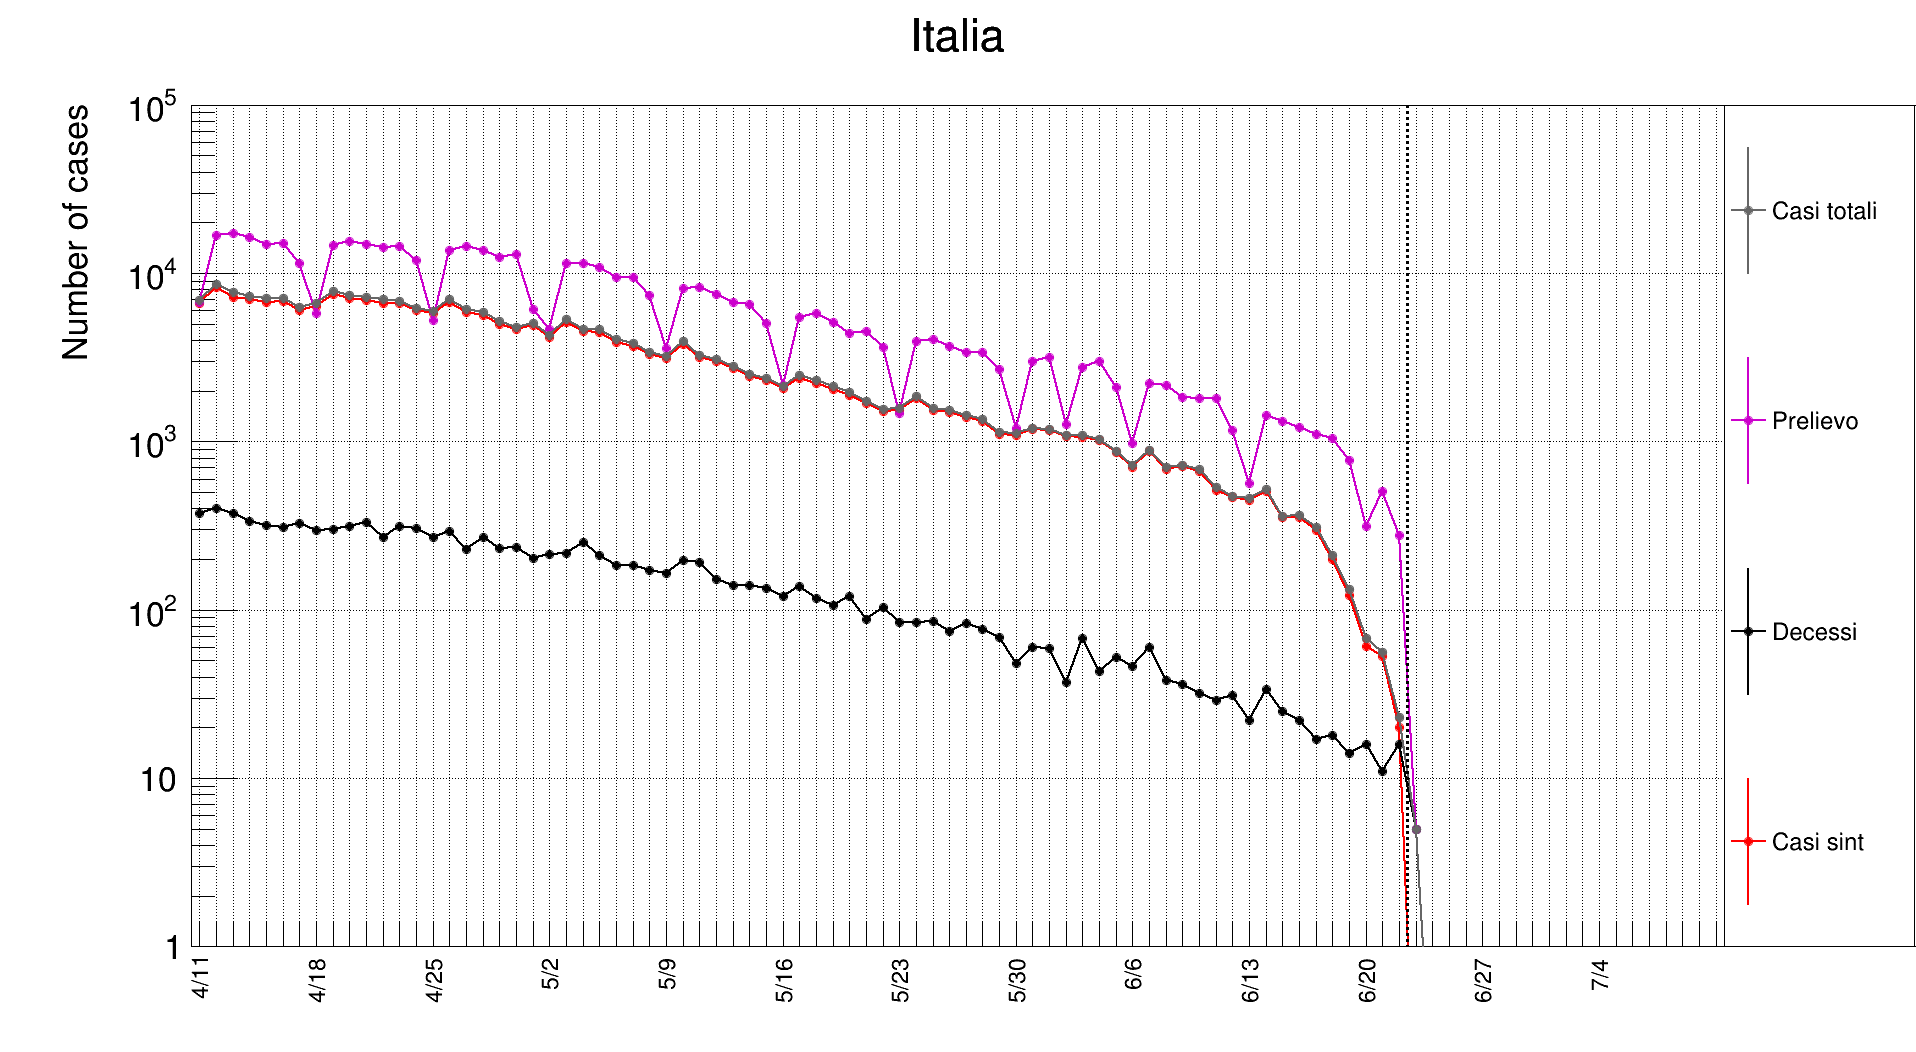 Italia
Number of cases
10^5
10^4
10^3
10^2
10
1
4/11 4/18 4/25 5/2 5/9 5/16 5/23 5/30 6/6 6/13 6/20 6/27 7/4
Casi totali
Prelievo
Decessi
Casi sint